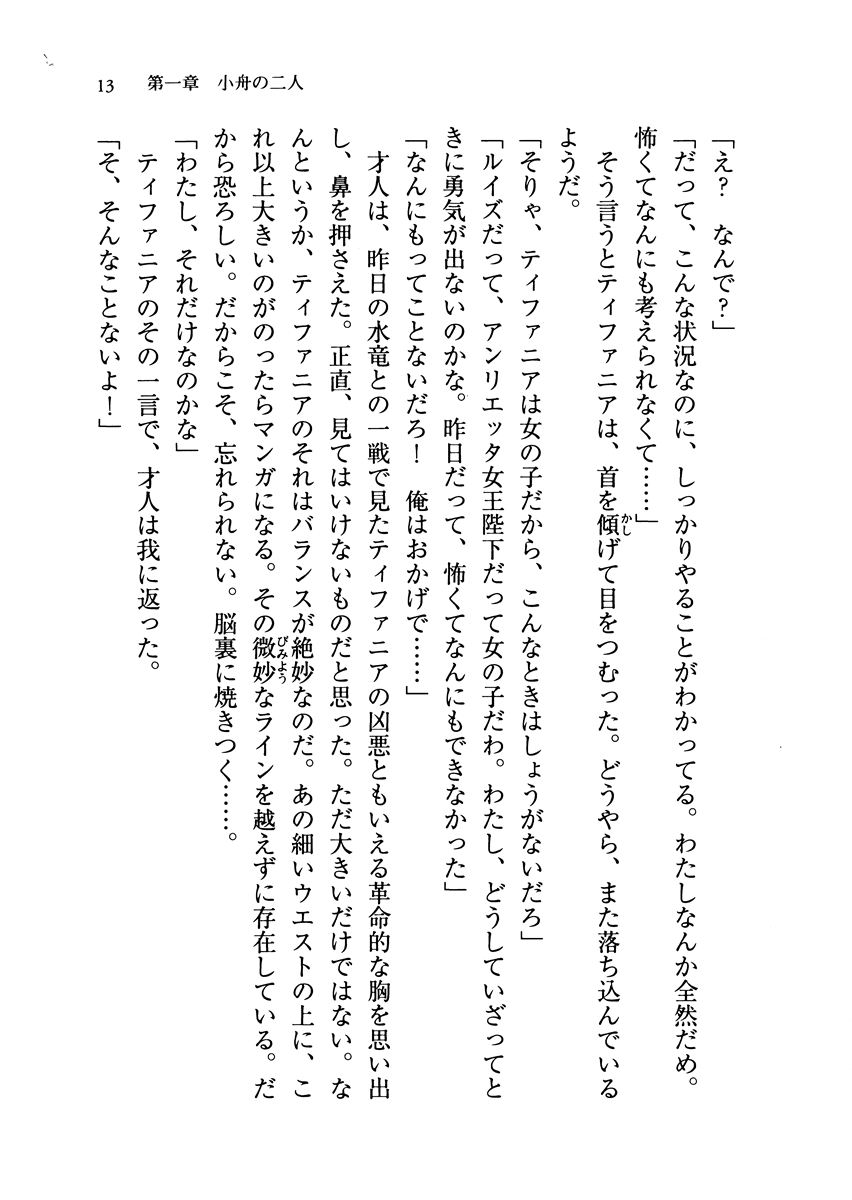 13　第一章　小舟の二人
「え？　なんで？」
「だって、こんな状況なのに、しっかりやることがわかってる。わたしなんか全然だめ。
怖くてなんにも考えられなくて……」
　そう言うとティファニアは、首を傾げて目をつむった。どうやら、また落ち込んでいる
かし
ようだ。
「そりゃ、ティファニアは女の子だから、こんなときはしょうがないだろ」
「ルイズだって、アンリエッタ女王陛下だって女の子だわ。わたし、どうしていざってと
きに勇気が出ないのかな。昨日だって、怖くてなんにもできなかった」
「なんにもってことないだろ！　俺はおかげで……」
　才人は、昨日の水竜との一戦で見たティファニアの凶悪ともいえる革命的な胸を思い出
し、鼻を押さえた。正直、見てはいけないものだと思った。ただ大きいだけではない。な
んというか、ティファニアのそれはバランスが絶妙なのだ。あの細いウエストの上に、こ
れ以上大きいのがのったらマンガになる。その微妙なラインを越えずに存在している。だ
びみょう
から恐ろしい。だからこそ、忘れられない。脳裏に焼きつく……。
「わたし、それだけなのかな」
　ティファニアのその一言で、才人は我に返った。
「そ、そんなことないよ！」